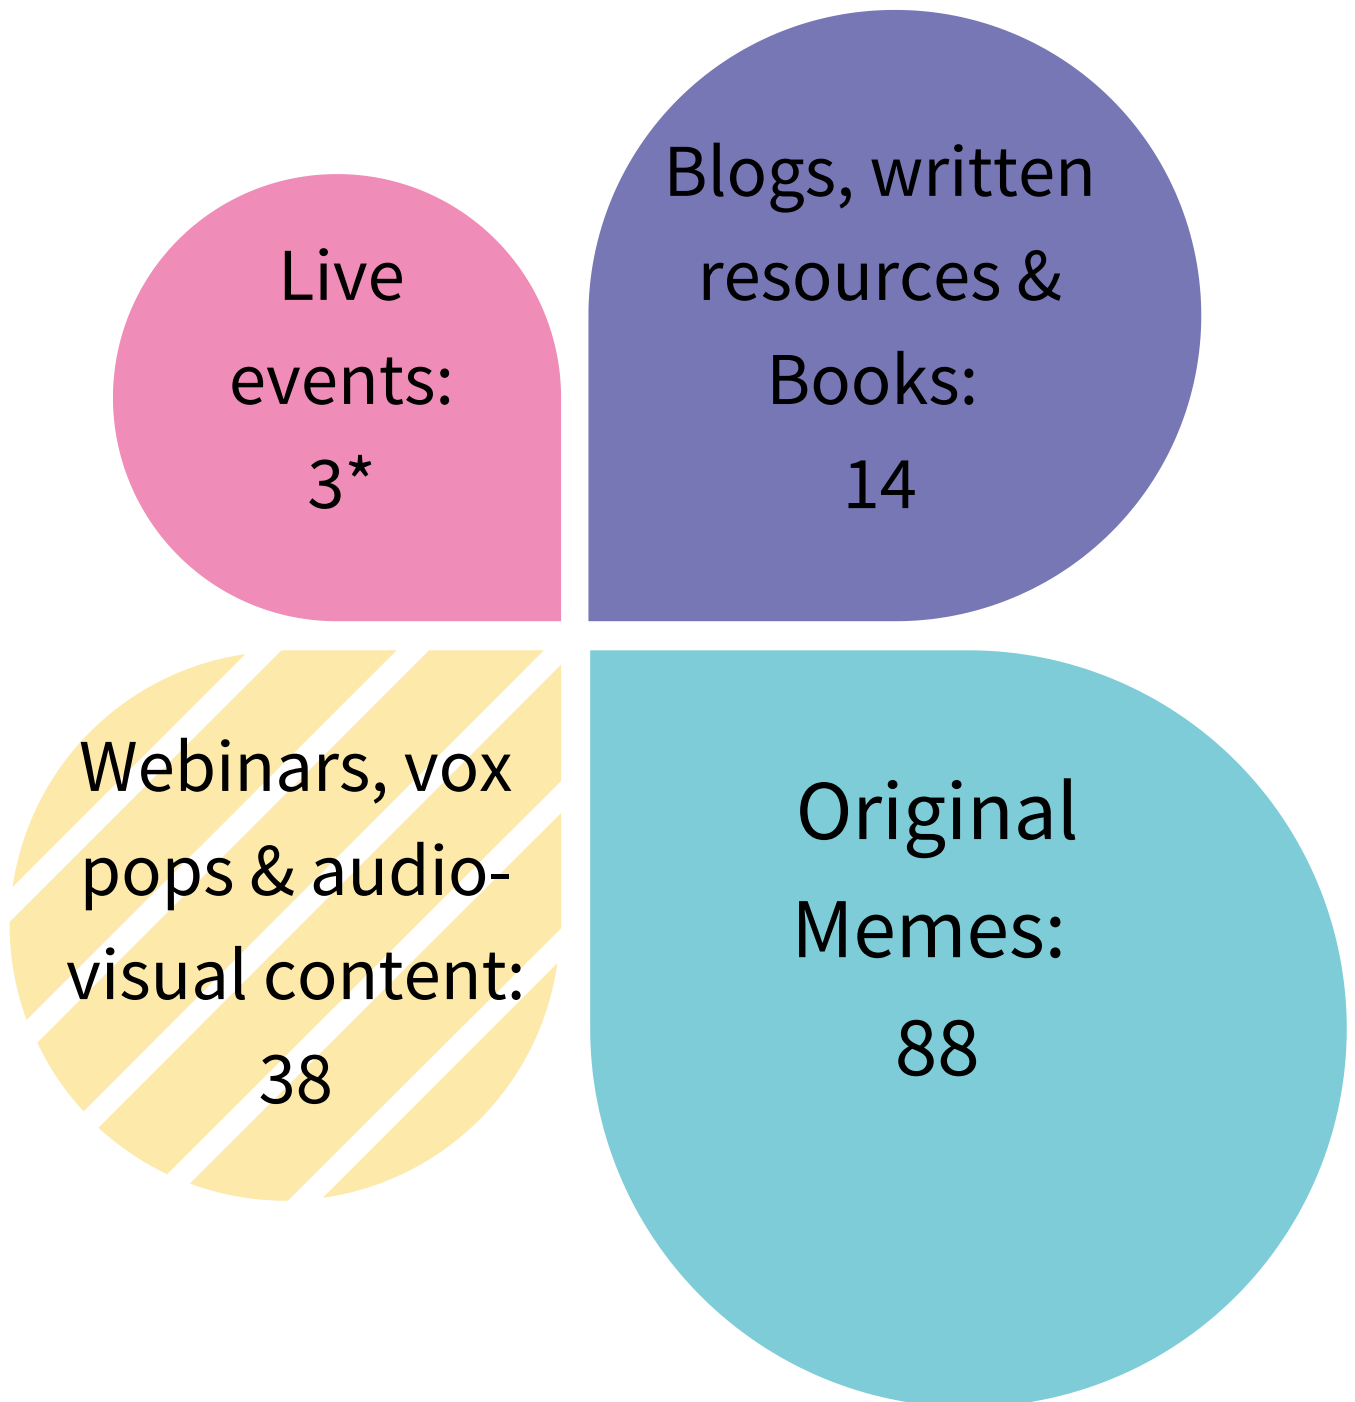 Live
events:
3*
Blogs, written
resources &
Books:
14
Webinars, vox
pops & audio-
visual content:
38
Original
Memes:
88